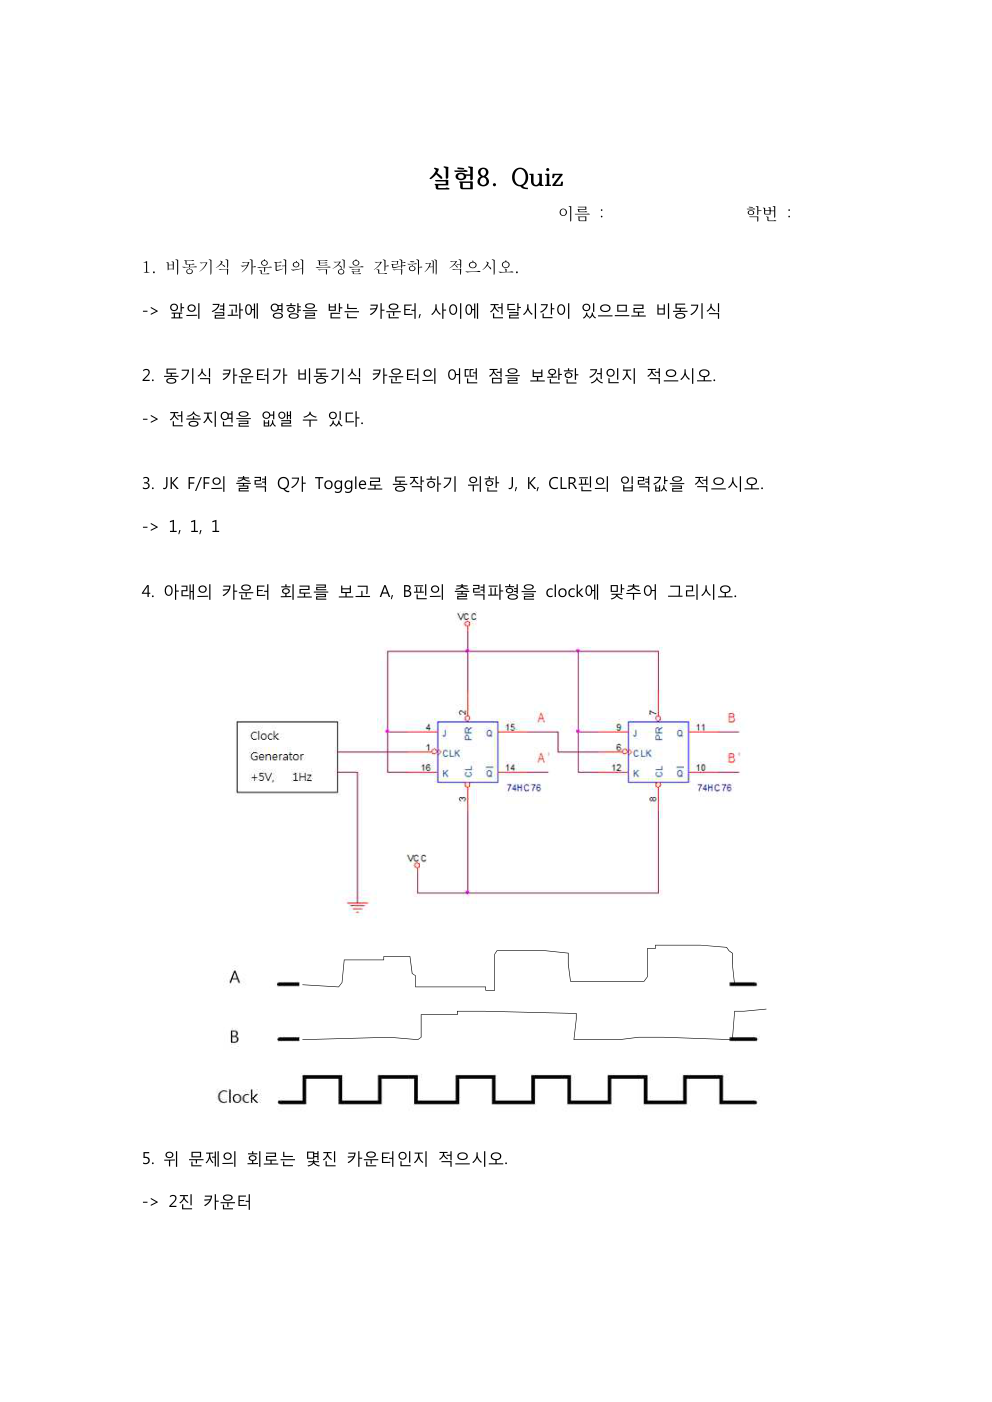 실험8. Quiz
이름 : 학번 :
1. 비동기식 카운터의 특징을 간략하게 적으시오.
-> 앞의 결과에 영향을 받는 카운터, 사이에 전달시간이 있으므로 비동기식
2. 동기식 카운터가 비동기식 카운터의 어떤 점을 보완한 것인지 적으시오.
-> 전송지연을 없앨 수 있다.
3. JK F/F의 출력 Q가 Toggle로 동작하기 위한 J, K, CLR핀의 입력값을 적으시오.
-> 1, 1, 1
4. 아래의 카운터 회로를 보고 A, B핀의 출력파형을 clock에 맞추어 그리시오.
VCC
Clock
Generator
+5V, 1Hz
4 J 2 PR Q 15 A
1 CLK A'
16 K CL Q 14
3 74HC76
9 J 7 PR Q 11 B
6 CLK B'
12 K CL Q 10
8 74HC76
VCC
A
B
Clock
5. 위 문제의 회로는 몇진 카운터인지 적으시오.
-> 2진 카운터